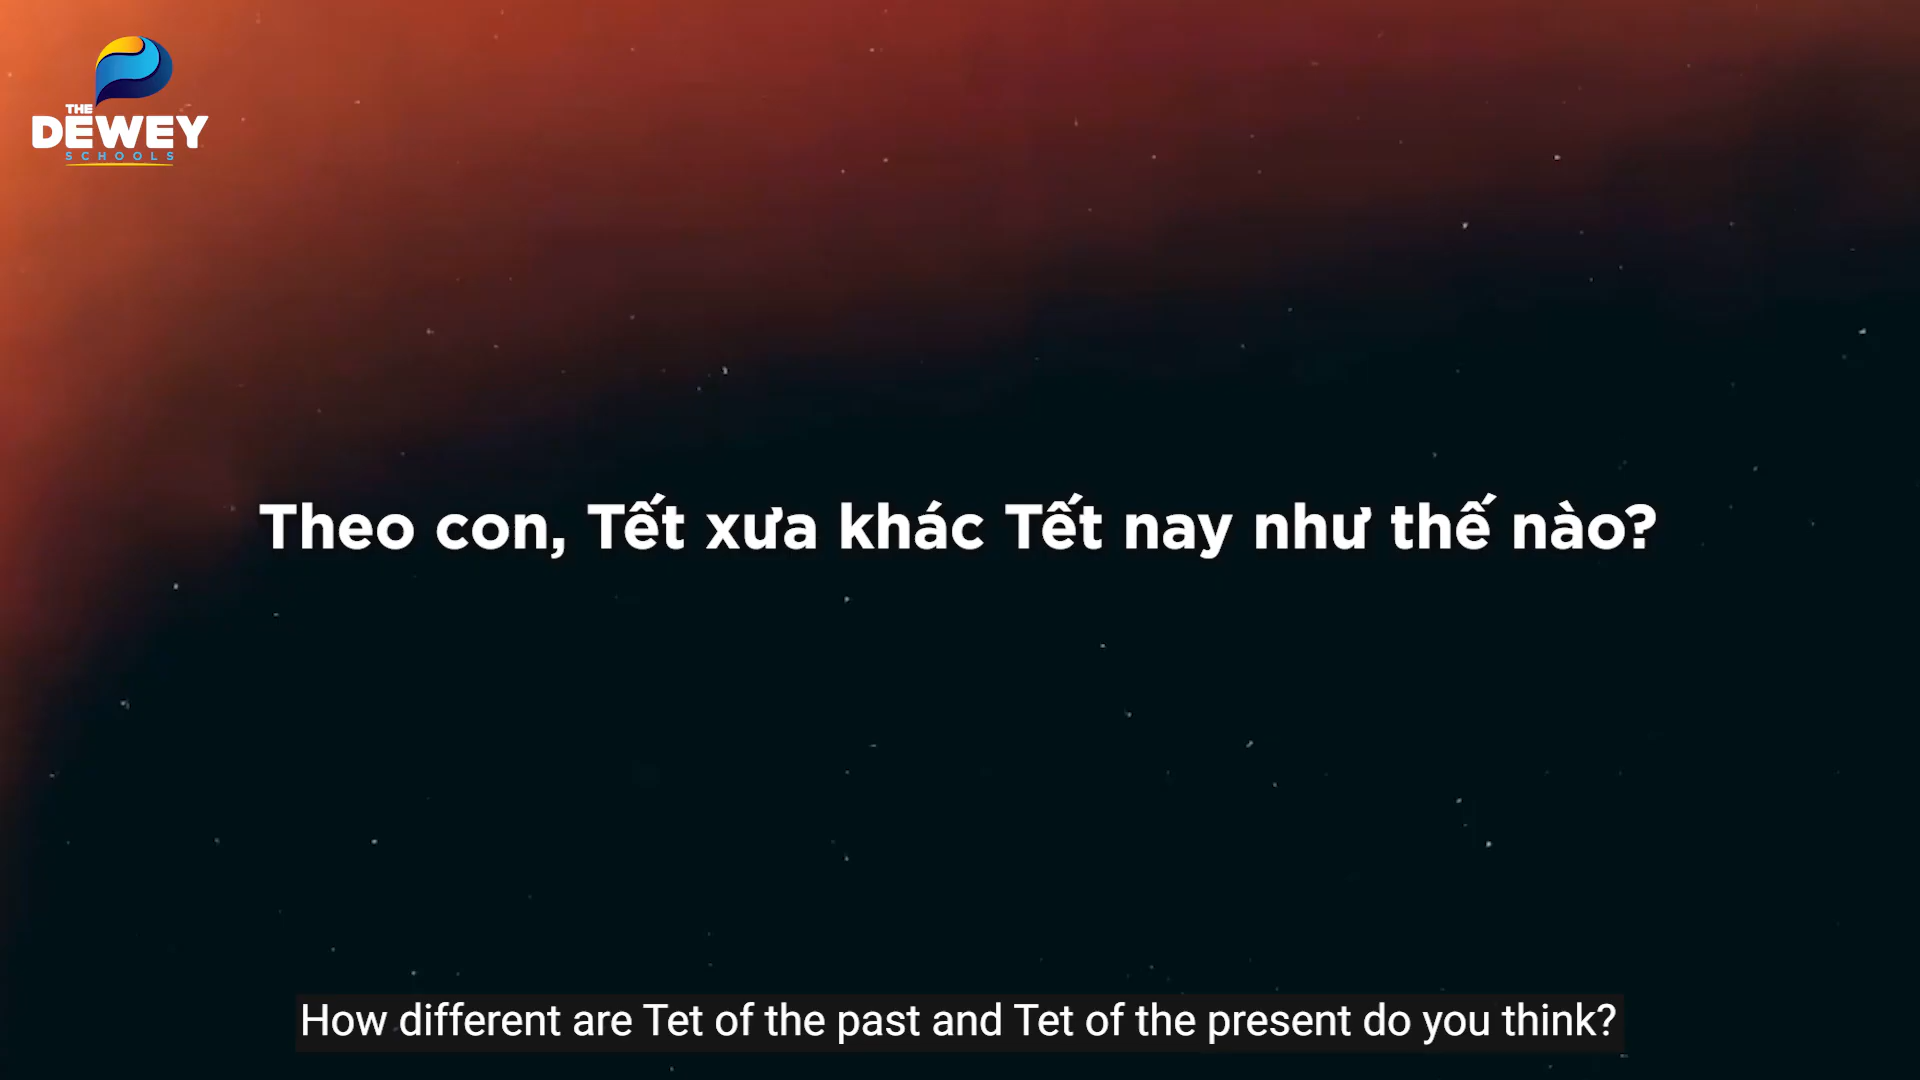 THE
DEWEY
SCHOOLS
Theo con, Tết xưa khác Tết nay như thế nào?
How different are Tet of the past and Tet of the present do you think?